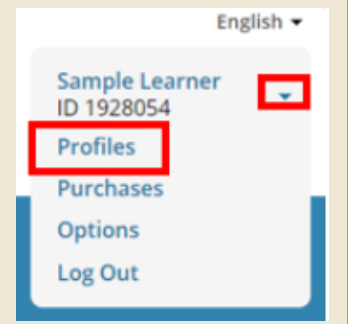 English
Sample Learner
ID 1928054
Profiles
Purchases
Options
Log Out